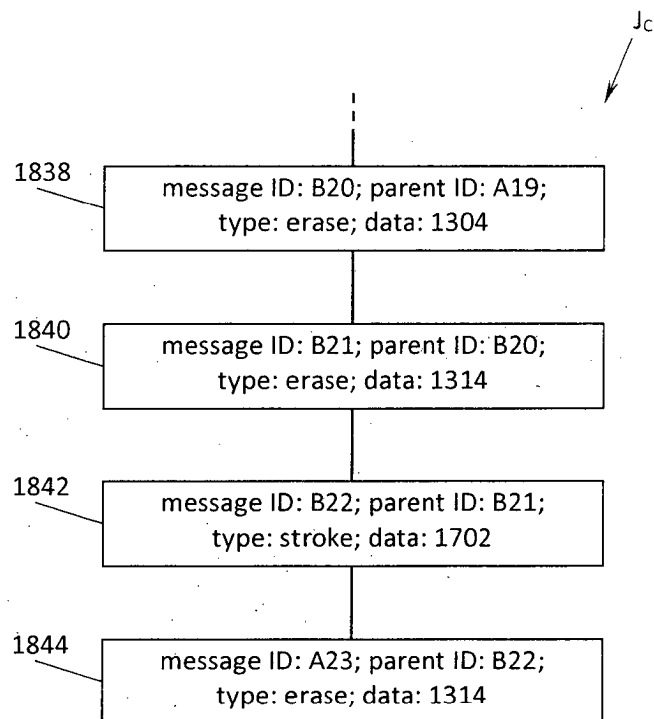 J_C
1838
message ID: B20; parent ID: A19;
type: erase; data: 1304
1840
message ID: B21; parent ID: B20;
type: erase; data: 1314
1842
message ID: B22; parent ID: B21;
type: stroke; data: 1702
1844
message ID: A23; parent ID: B22;
type: erase; data: 1314